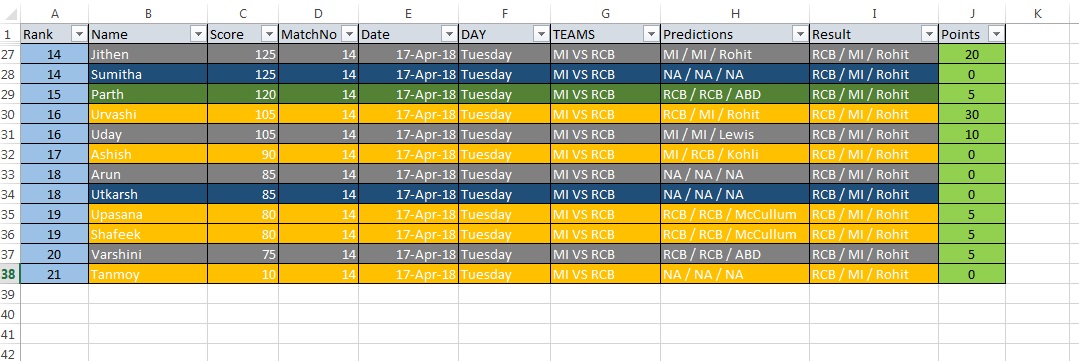 A B C D E F G H I J K
1 Rank Name Score MatchNo Date DAY TEAMS Predictions Result Points
27 14 Jithen 125 14 17-Apr-18 Tuesday MI VS RCB MI / MI / Rohit RCB / MI / Rohit 20
28 14 Sumitha 125 14 17-Apr-18 Tuesday MI VS RCB NA / NA / NA RCB / MI / Rohit 0
29 15 Parth 120 14 17-Apr-18 Tuesday MI VS RCB RCB / RCB / ABD RCB / MI / Rohit 5
30 16 Urvashi 105 14 17-Apr-18 Tuesday MI VS RCB RCB / MI / Rohit RCB / MI / Rohit 30
31 16 Uday 105 14 17-Apr-18 Tuesday MI VS RCB MI / MI / Lewis RCB / MI / Rohit 10
32 17 Ashish 90 14 17-Apr-18 Tuesday MI VS RCB MI / RCB / Kohli RCB / MI / Rohit 0
33 18 Arun 85 14 17-Apr-18 Tuesday MI VS RCB NA / NA / NA RCB / MI / Rohit 0
34 18 Utkarsh 85 14 17-Apr-18 Tuesday MI VS RCB NA / NA / NA RCB / MI / Rohit 0
35 19 Upasana 80 14 17-Apr-18 Tuesday MI VS RCB RCB / RCB / McCullum RCB / MI / Rohit 5
36 19 Shafeek 80 14 17-Apr-18 Tuesday MI VS RCB RCB / RCB / McCullum RCB / MI / Rohit 5
37 20 Varshini 75 14 17-Apr-18 Tuesday MI VS RCB RCB / RCB / ABD RCB / MI / Rohit 5
38 21 Tanmoy 10 14 17-Apr-18 Tuesday MI VS RCB NA / NA / NA RCB / MI / Rohit 0
39
40
41
42